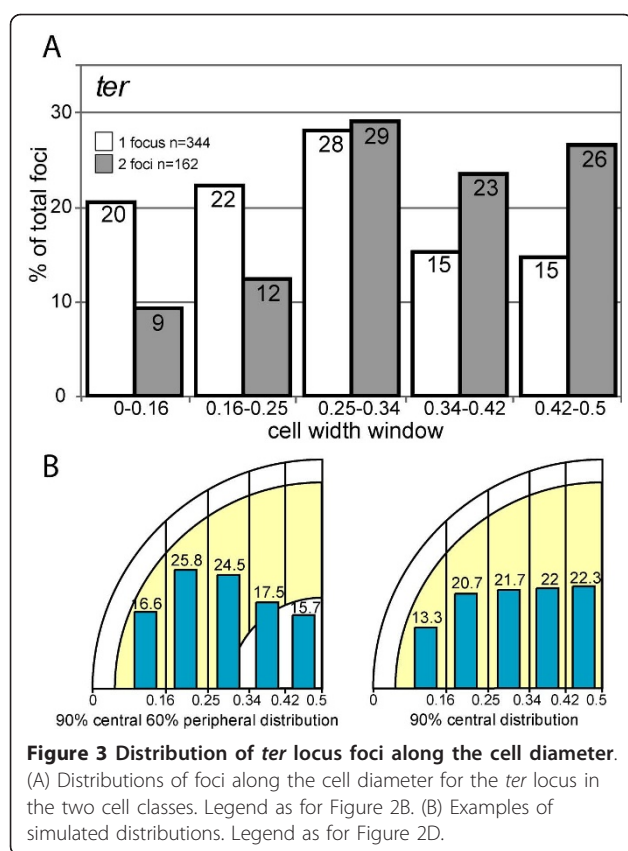 A
ter
1 focus n=344
2 foci n=162
% of total foci
30
20
10
0
20
9
22
12
28
29
15
23
15
26
0-0.16 0.16-0.25 0.25-0.34 0.34-0.42 0.42-0.5
cell width window
B
16.6 25.8 24.5 17.5 15.7
0 0.16 0.25 0.34 0.42 0.5
90% central 60% peripheral distribution
13.3 20.7 21.7 22 22.3
0 0.16 0.25 0.34 0.42 0.5
90% central distribution
Figure 3 Distribution of ter locus foci along the cell diameter.
(A) Distributions of foci along the cell diameter for the ter locus in
the two cell classes. Legend as for Figure 2B. (B) Examples of
simulated distributions. Legend as for Figure 2D.